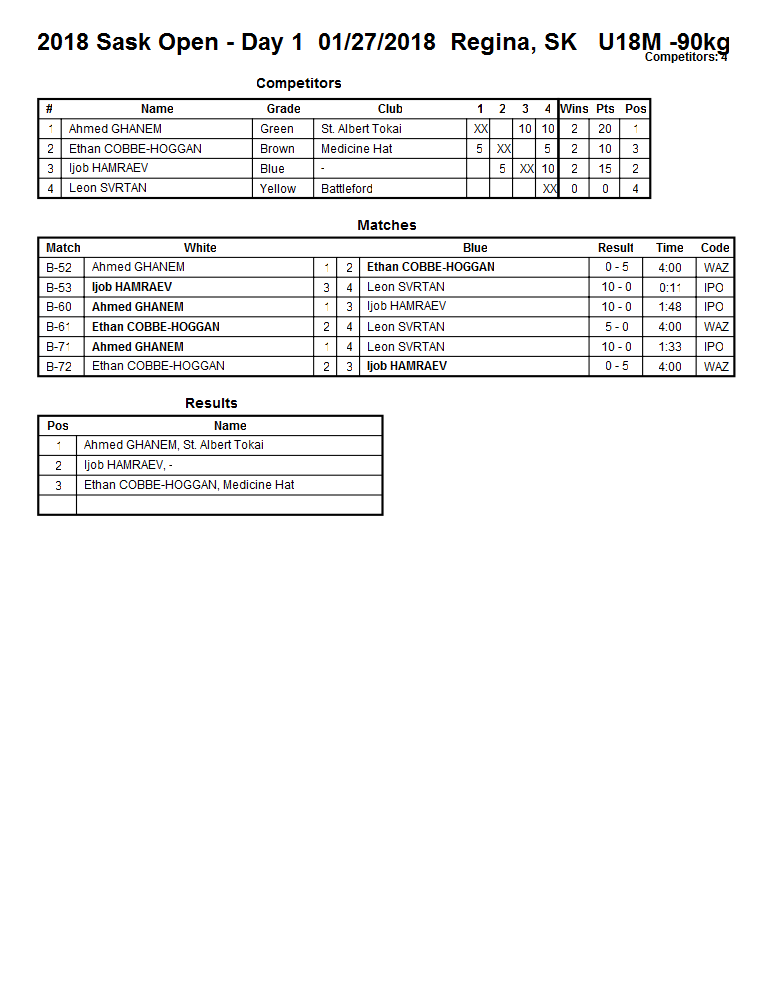 2018 Sask Open - Day 1 01/27/2018 Regina, SK U18M -90kg
Competitors: 4
Competitors
# Name Grade Club 1 2 3 4 Wins Pts Pos
1 Ahmed GHANEM Green St. Albert Tokai XX 10 10 2 20 1
2 Ethan COBBE-HOGGAN Brown Medicine Hat 5 XX 5 2 10 3
3 Ijob HAMRAEV Blue - 5 XX 10 2 15 2
4 Leon SVRTAN Yellow Battleford XX 0 0 4
Matches
Match White Blue Result Time Code
B-52 Ahmed GHANEM 1 2 Ethan COBBE-HOGGAN 0 - 5 4:00 WAZ
B-53 Ijob HAMRAEV 3 4 Leon SVRTAN 10 - 0 0:11 IPO
B-60 Ahmed GHANEM 1 3 Ijob HAMRAEV 10 - 0 1:48 IPO
B-61 Ethan COBBE-HOGGAN 2 4 Leon SVRTAN 5 - 0 4:00 WAZ
B-71 Ahmed GHANEM 1 4 Leon SVRTAN 10 - 0 1:33 IPO
B-72 Ethan COBBE-HOGGAN 2 3 Ijob HAMRAEV 0 - 5 4:00 WAZ
Results
Pos Name
1 Ahmed GHANEM, St. Albert Tokai
2 Ijob HAMRAEV, -
3 Ethan COBBE-HOGGAN, Medicine Hat